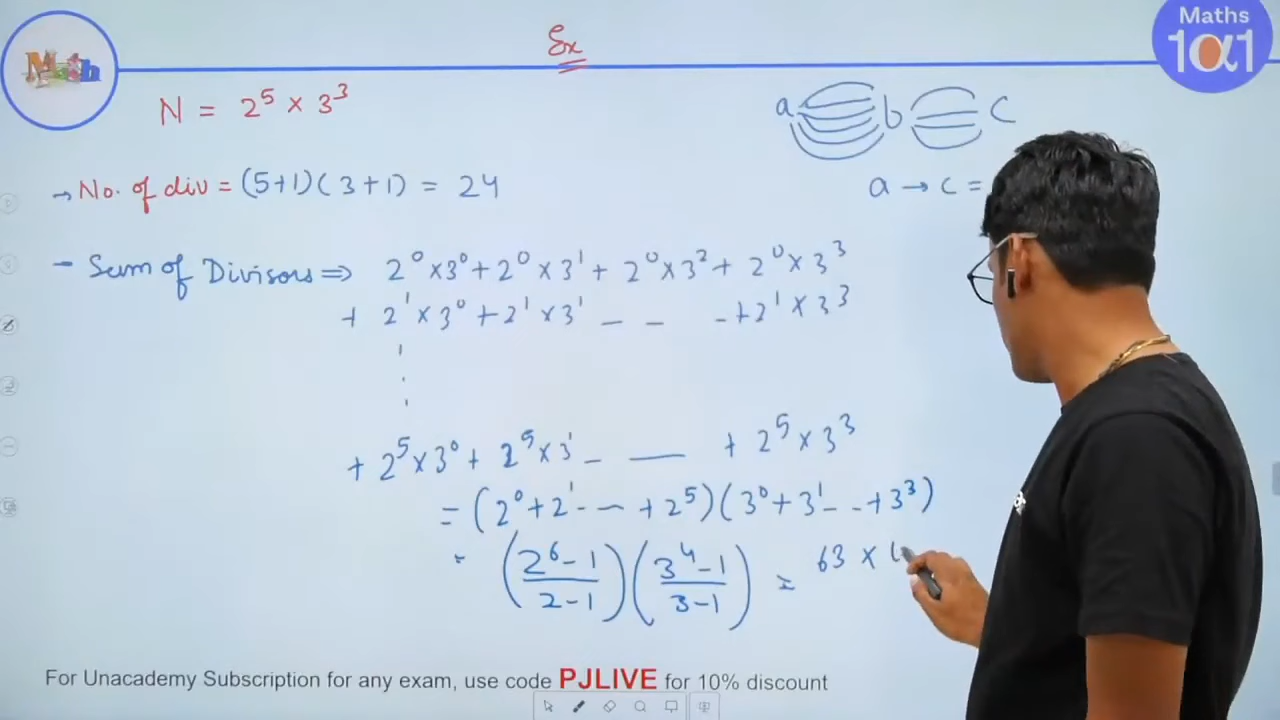 Ex
Math
Maths
101
N = 2⁵ × 3³
a b c
→ No. of div = (5+1)(3+1) = 24
a → c =
- Sum of Divisors ⇒ 2⁰×3⁰ + 2⁰×3¹ + 2⁰×3² + 2⁰×3³
+ 2¹×3⁰ + 2¹×3¹ - - - + 2¹×3³
+ 2⁵×3⁰ + 2⁵×3¹ - — + 2⁵×3³
= (2⁰+2¹ - - +2⁵)(3⁰+3¹ - - +3³)
= (2⁶-1/2-1)(3⁴-1/3-1) = 63 ×
For Unacademy Subscription for any exam, use code PJLIVE for 10% discount